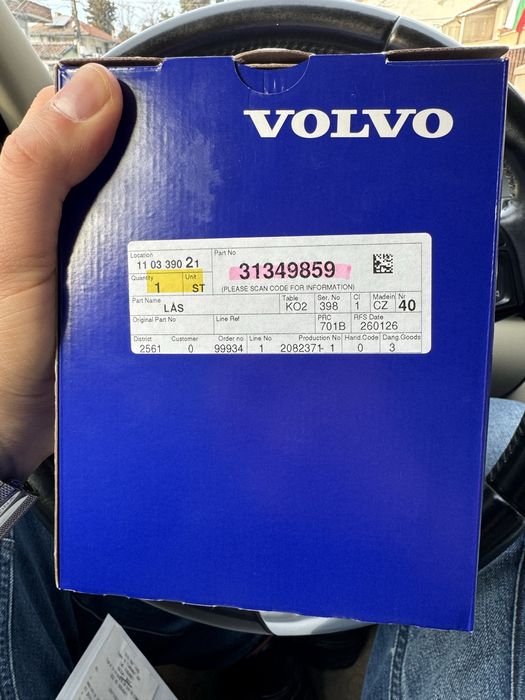 VOLVO
Location Part No
11 03 390 21 31349859
Quantity Unit
1 ST (PLEASE SCAN CODE FOR INFORMATION)
Part Name Table Ser. No CI Madein Nr
LÅS KO2 398 1 CZ 40
Original Part No Line Ref PRC RFS Date
701B 260126
District Customer Order no Line No Production No Hand.Code Dang.Goods
2561 0 99934 1 2082371- 1 0 3